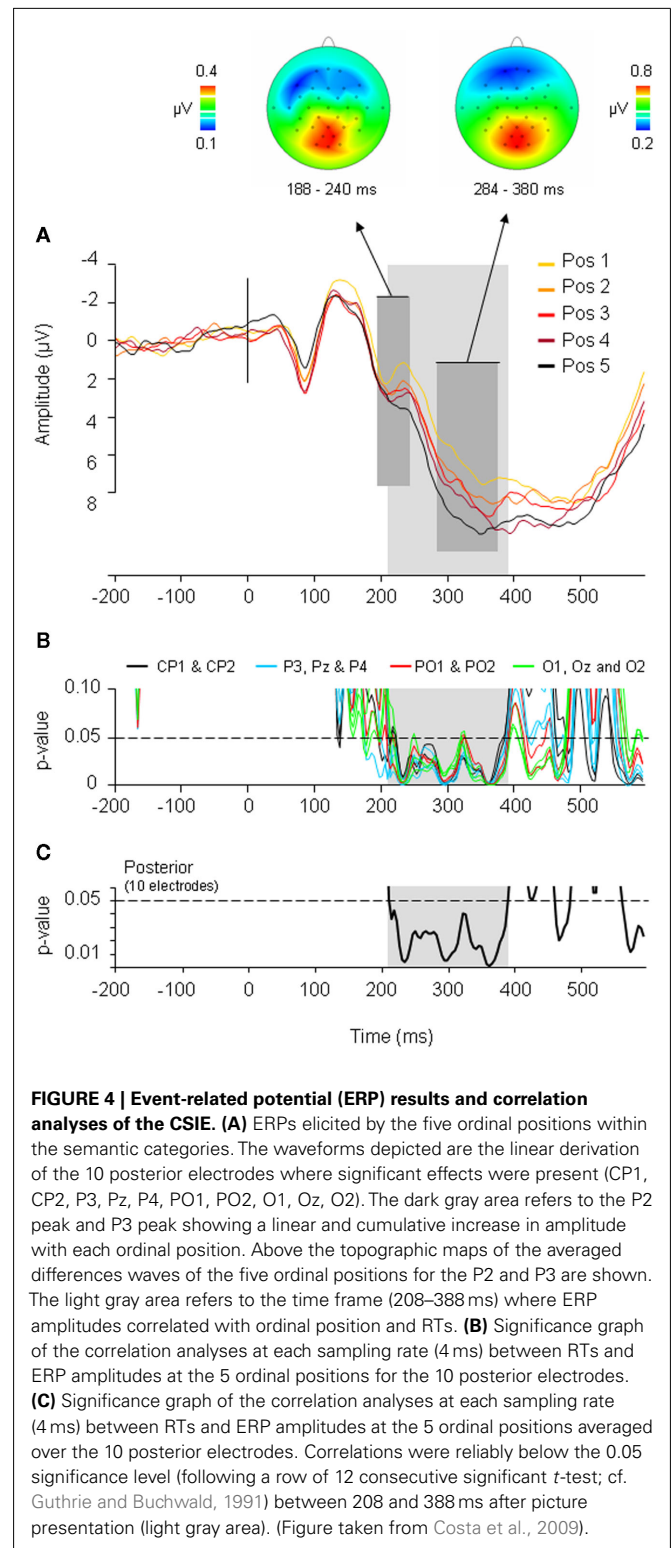 0.4
μV
0.1
0.8
μV
0.2
188 - 240 ms
284 - 380 ms
A
-4
-2
0
2
4
6
8
Amplitude (μV)
Pos 1
Pos 2
Pos 3
Pos 4
Pos 5
-200 -100 0 100 200 300 400 500
B
CP1 & CP2 P3, Pz & P4 PO1 & PO2 O1, Oz and O2
0.10
0.05
0
p-value
-200 -100 0 100 200 300 400 500
C
Posterior
(10 electrodes)
0.05
0.01
p-value
-200 -100 0 100 200 300 400 500
Time (ms)
FIGURE 4 | Event-related potential (ERP) results and correlation
analyses of the CSIE. (A) ERPs elicited by the five ordinal positions within
the semantic categories. The waveforms depicted are the linear derivation
of the 10 posterior electrodes where significant effects were present (CP1,
CP2, P3, Pz, P4, PO1, PO2, O1, Oz, O2). The dark gray area refers to the P2
peak and P3 peak showing a linear and cumulative increase in amplitude
with each ordinal position. Above the topographic maps of the averaged
differences waves of the five ordinal positions for the P2 and P3 are shown.
The light gray area refers to the time frame (208–388 ms) where ERP
amplitudes correlated with ordinal position and RTs. (B) Significance graph
of the correlation analyses at each sampling rate (4 ms) between RTs and
ERP amplitudes at the 5 ordinal positions for the 10 posterior electrodes.
(C) Significance graph of the correlation analyses at each sampling rate
(4 ms) between RTs and ERP amplitudes at the 5 ordinal positions averaged
over the 10 posterior electrodes. Correlations were reliably below the 0.05
significance level (following a row of 12 consecutive significant t-test; cf.
Guthrie and Buchwald, 1991) between 208 and 388 ms after picture
presentation (light gray area). (Figure taken from Costa et al., 2009).